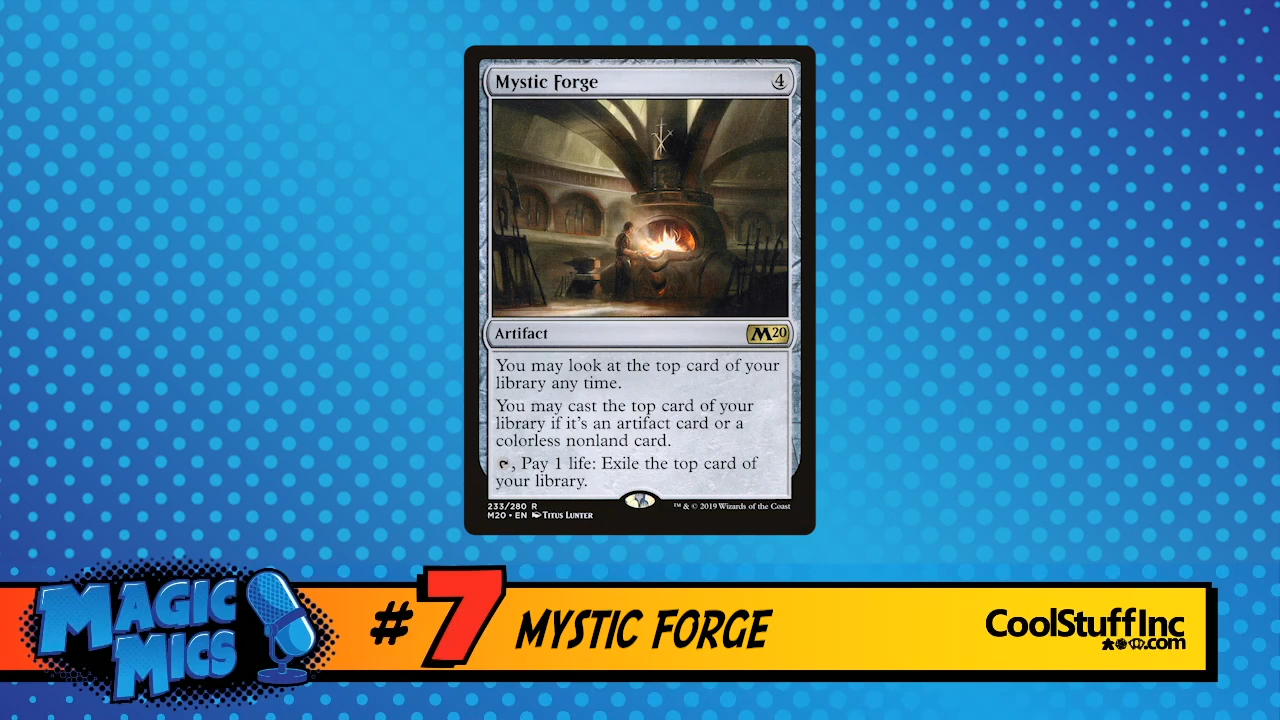 Mystic Forge 4
Artifact M20
You may look at the top card of your
library any time.
You may cast the top card of your
library if it's an artifact card or a
colorless nonland card.
, Pay 1 life: Exile the top card of
your library.
233/280 R
M20 • EN Titus Lunter
™ & © 2019 Wizards of the Coast
MAGIC
MICS
#7 MYSTIC FORGE
CoolStuffInc
.com